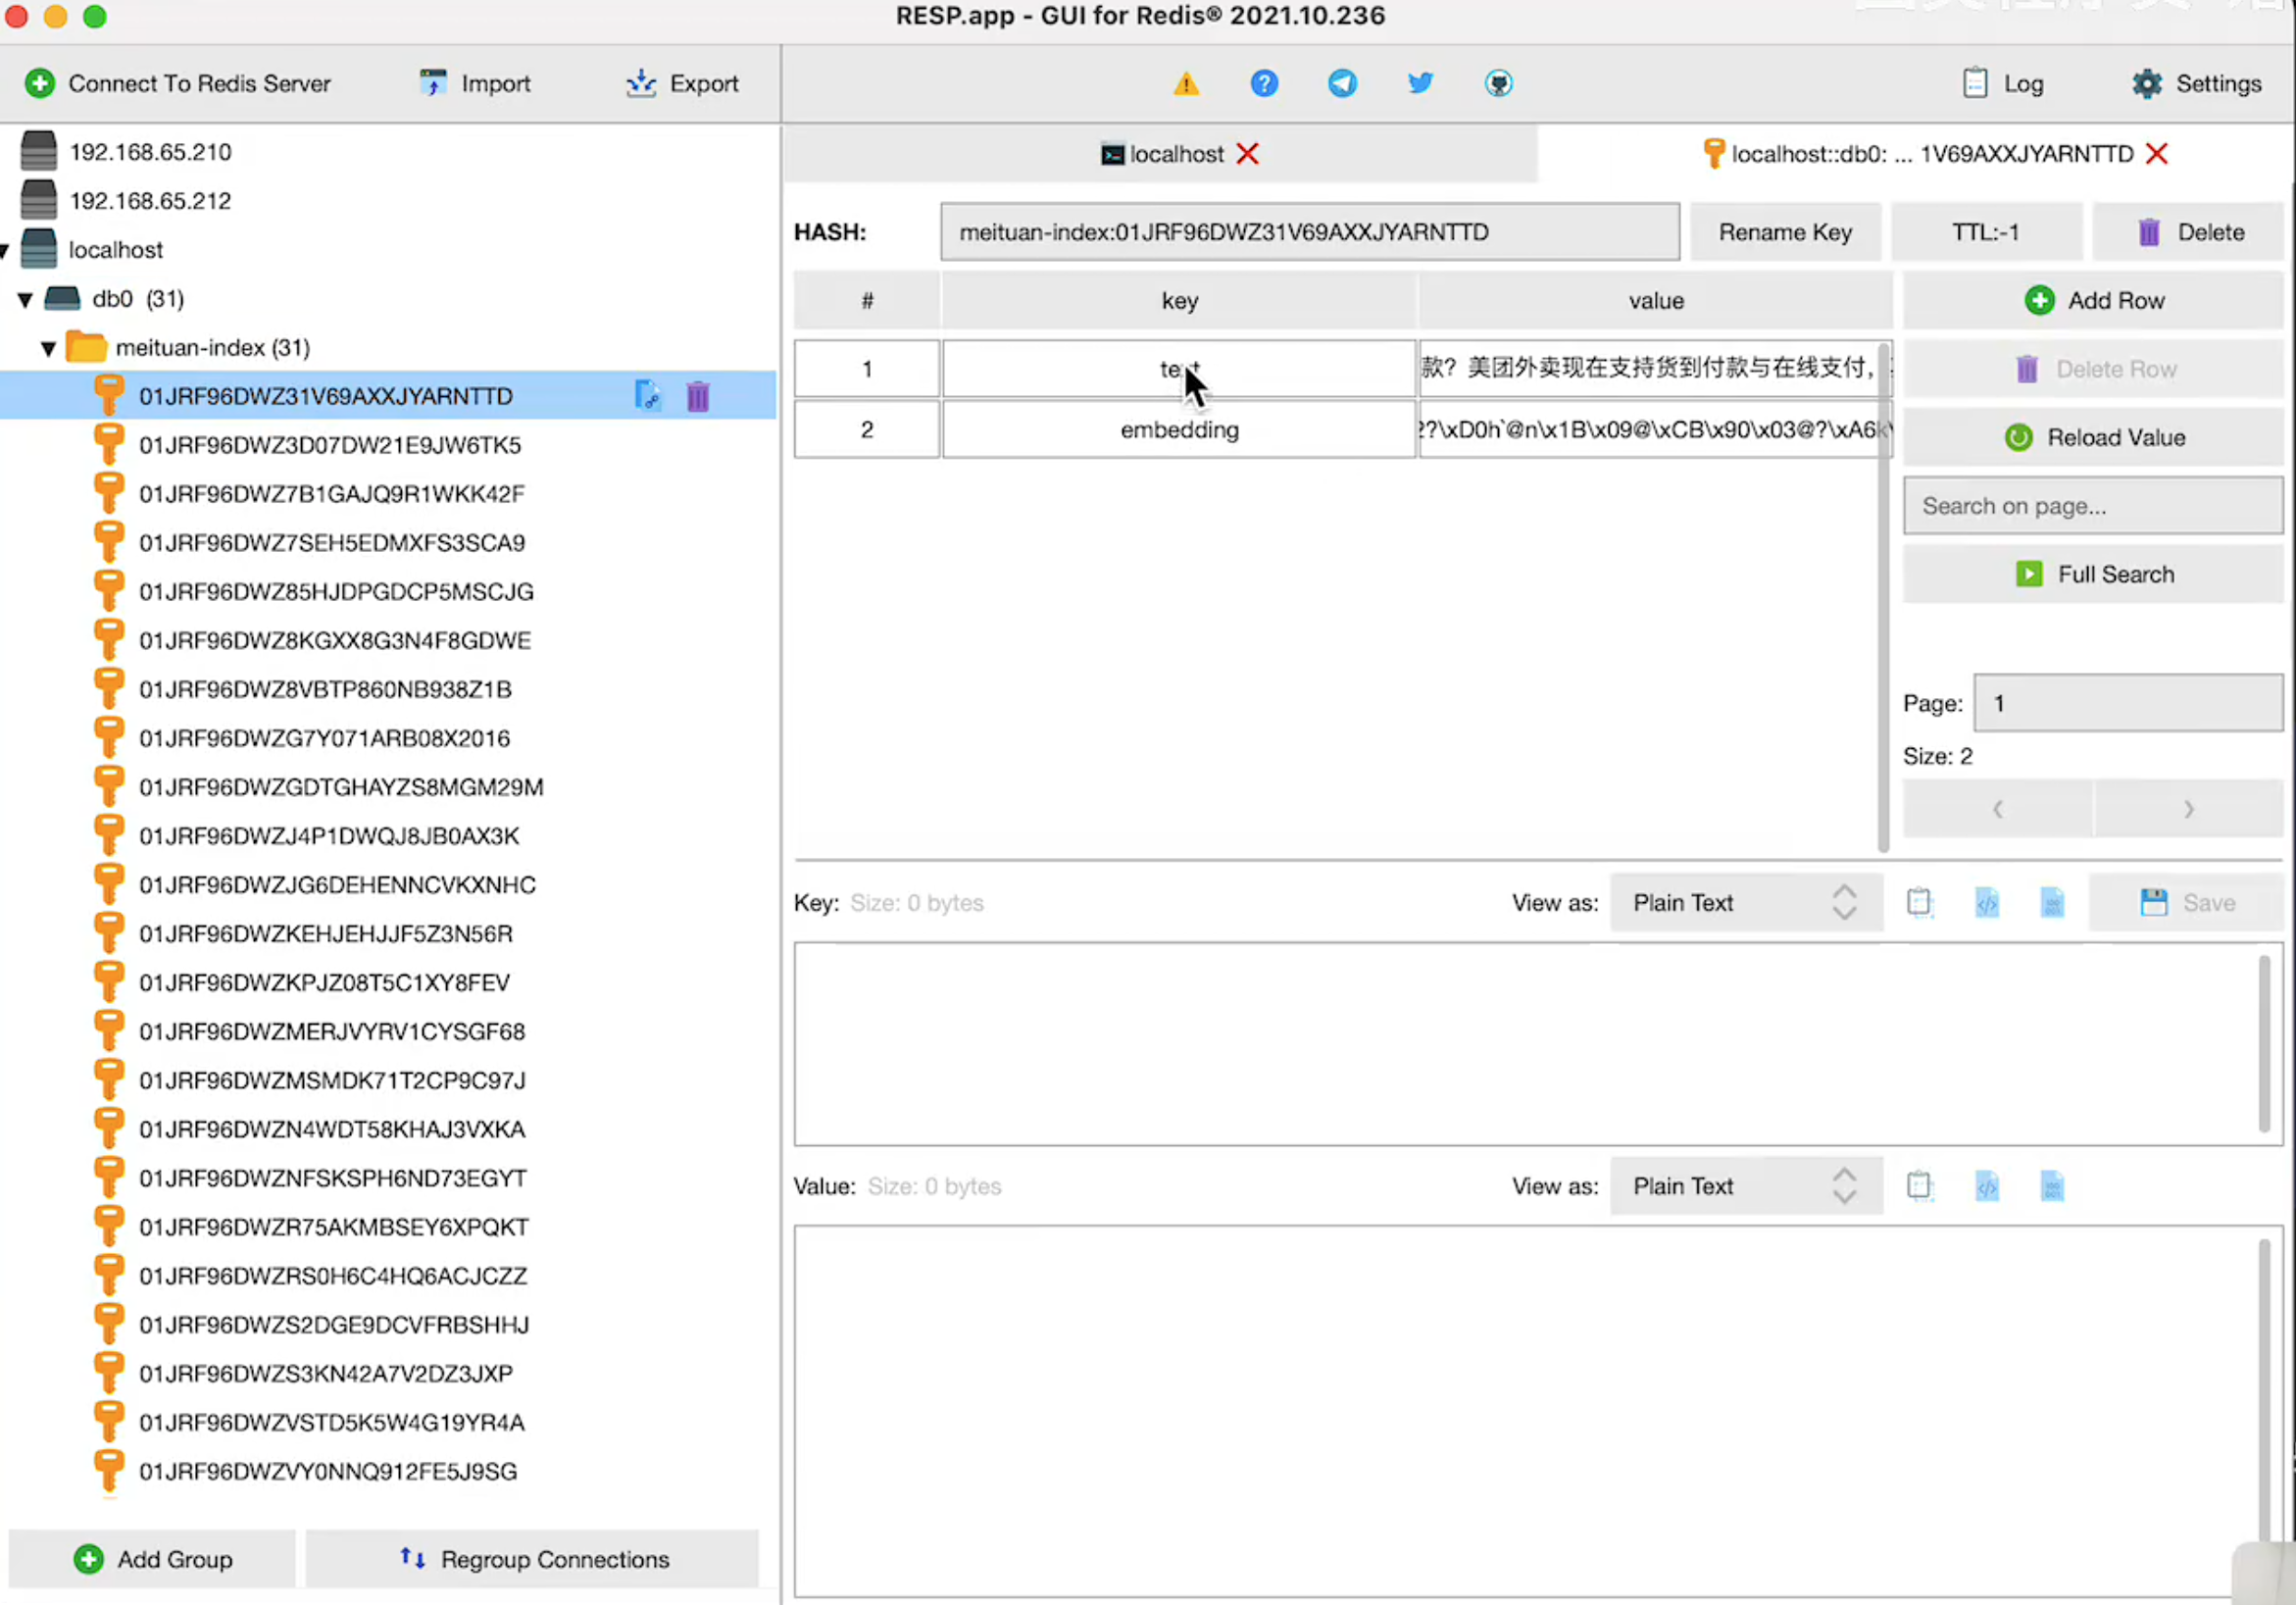 RESP.app - GUI for Redis® 2021.10.236
Connect To Redis Server
Import
Export
Log
Settings
192.168.65.210
192.168.65.212
localhost
db0 (31)
meituan-index (31)
01JRF96DWZ31V69AXXJYARNTTD
01JRF96DWZ3D07DW21E9JW6TK5
01JRF96DWZ7B1GAJQ9R1WKK42F
01JRF96DWZ7SEH5EDMXFS3SCA9
01JRF96DWZ85HJDPGDCP5MSCJG
01JRF96DWZ8KGXX8G3N4F8GDWE
01JRF96DWZ8VBTP860NB938Z1B
01JRF96DWZG7Y071ARB08X2016
01JRF96DWZGDTGHAYZS8MGM29M
01JRF96DWZJ4P1DWQJ8JB0AX3K
01JRF96DWZJG6DEHENNCVKXNHC
01JRF96DWZKEHJEHJJF5Z3N56R
01JRF96DWZKPJZ08T5C1XY8FEV
01JRF96DWZMERJVYRV1CYSGF68
01JRF96DWZMSMDK71T2CP9C97J
01JRF96DWZN4WDT58KHAJ3VXKA
01JRF96DWZNFSKSPH6ND73EGYT
01JRF96DWZR75AKMBSEY6XPQKT
01JRF96DWZRS0H6C4HQ6ACJCZZ
01JRF96DWZS2DGE9DCVFRBSHHJ
01JRF96DWZS3KN42A7V2DZ3JXP
01JRF96DWZVSTD5K5W4G19YR4A
01JRF96DWZVY0NNQ912FE5J9SG
Add Group
Regroup Connections
localhost
localhost::db0: ... 1V69AXXJYARNTTD
HASH:
meituan-index:01JRF96DWZ31V69AXXJYARNTTD
Rename Key
TTL:-1
Delete
# key value
1 text 款? 美团外卖现在支持货到付款与在线支付,
2 embedding ?\xD0h`@n\x1B\x09@\xCB\x90\x03@?\xA6k\
Add Row
Delete Row
Reload Value
Search on page...
Full Search
Page: 1
Size: 2
Key: Size: 0 bytes
View as: Plain Text
Save
Value: Size: 0 bytes
View as: Plain Text